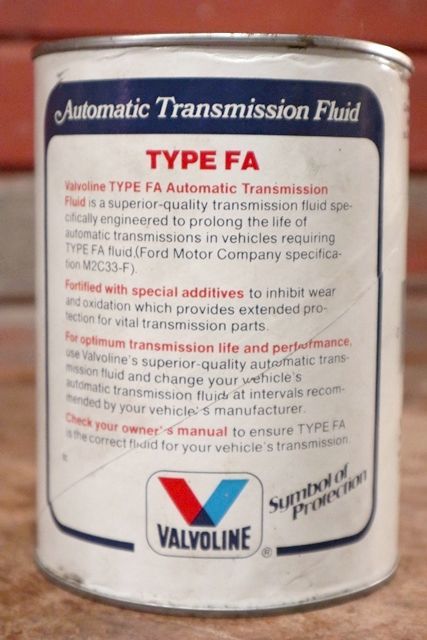 Automatic Transmission Fluid
TYPE FA
Valvoline TYPE FA Automatic Transmission
Fluid is a superior-quality transmission fluid spe-
cifically engineered to prolong the life of
automatic transmissions in vehicles requiring
TYPE FA fluid.(Ford Motor Company specifica-
tion M2C33-F).
Fortified with special additives to inhibit wear
and oxidation which provides extended pro-
tection for vital transmission parts.
For optimum transmission life and performance,
use Valvoline's superior-quality automatic trans-
mission fluid and change your vehicle's
automatic transmission fluid at intervals recom-
mended by your vehicle's manufacturer.
Check your owner's manual to ensure TYPE FA
is the correct fluid for your vehicle's transmission.
VALVOLINE ®
Symbol of
Protection